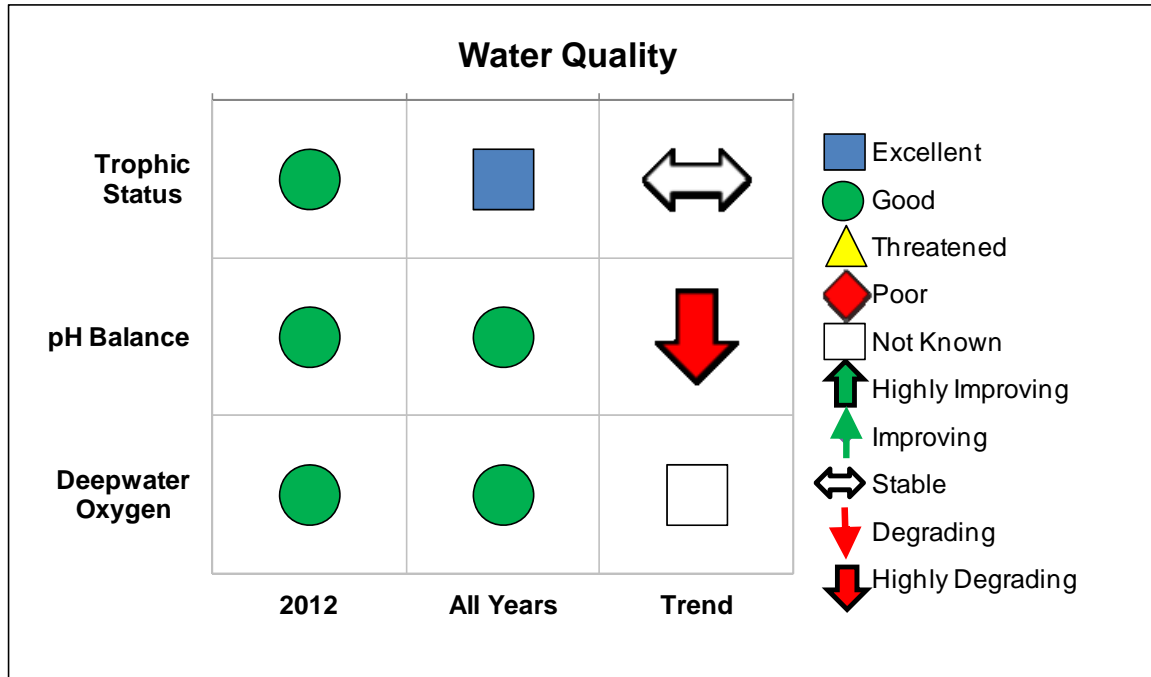 Water Quality
Trophic
Status
pH Balance
Deepwater
Oxygen
2012
All Years
Trend
Excellent
Good
Threatened
Poor
Not Known
Highly Improving
Improving
Stable
Degrading
Highly Degrading